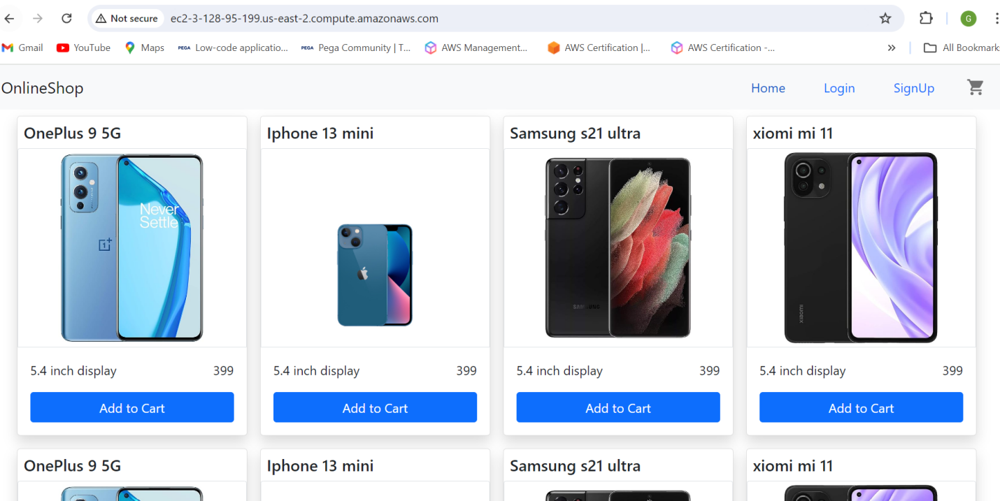 Not secure ec2-3-128-95-199.us-east-2.compute.amazonaws.com G
Gmail YouTube Maps PEGA Low-code applicatio... PEGA Pega Community | T... AWS Management... AWS Certification |... AWS Certification -... » All Bookmark
OnlineShop Home Login SignUp
OnePlus 9 5G Iphone 13 mini Samsung s21 ultra xiomi mi 11
Never
Settle
1+
SAMSUNG
xiaomi
5.4 inch display 399 5.4 inch display 399 5.4 inch display 399 5.4 inch display 399
Add to Cart Add to Cart Add to Cart Add to Cart
OnePlus 9 5G Iphone 13 mini Samsung s21 ultra xiomi mi 11